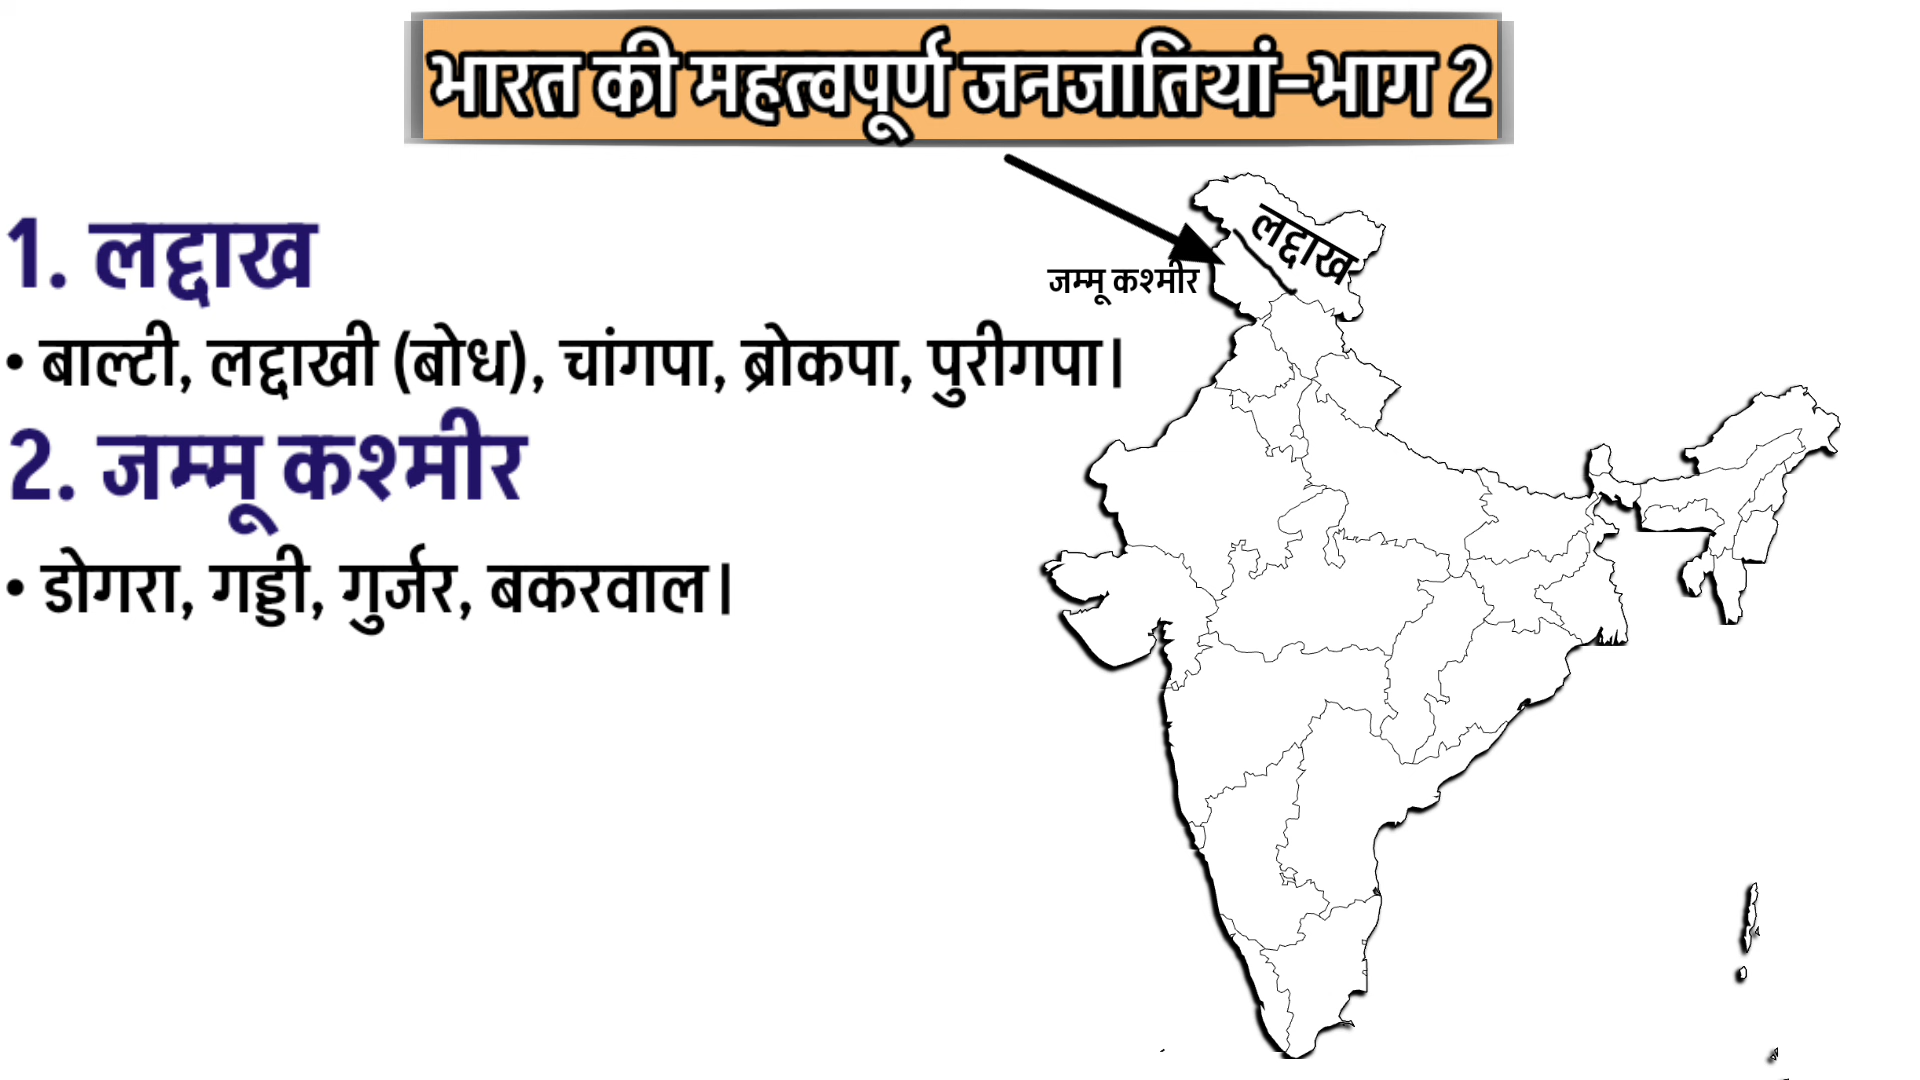 भारत की महत्वपूर्ण जनजातियां-भाग 2
1. लद्दाख
• बाल्टी, लद्दाखी (बोध), चांगपा, ब्रोकपा, पुरीगपा।
2. जम्मू कश्मीर
• डोगरा, गड्डी, गुर्जर, बकरवाल।
लद्दाख
जम्मू कश्मीर